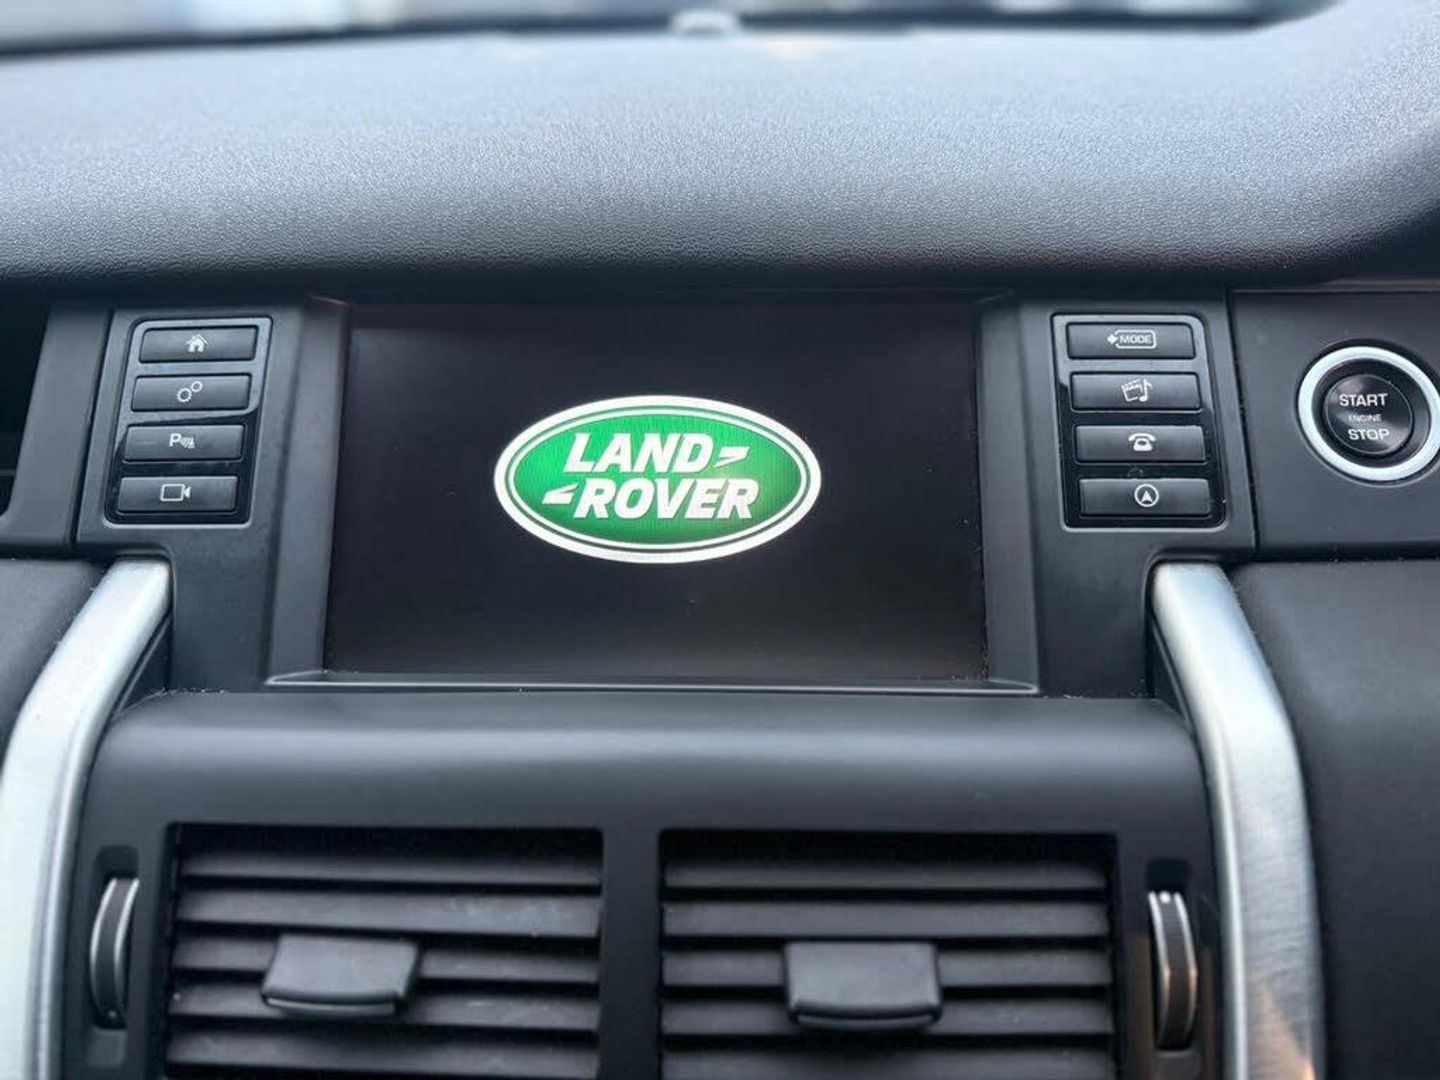 LAND
ROVER
P
MODE
START
ENGINE
STOP